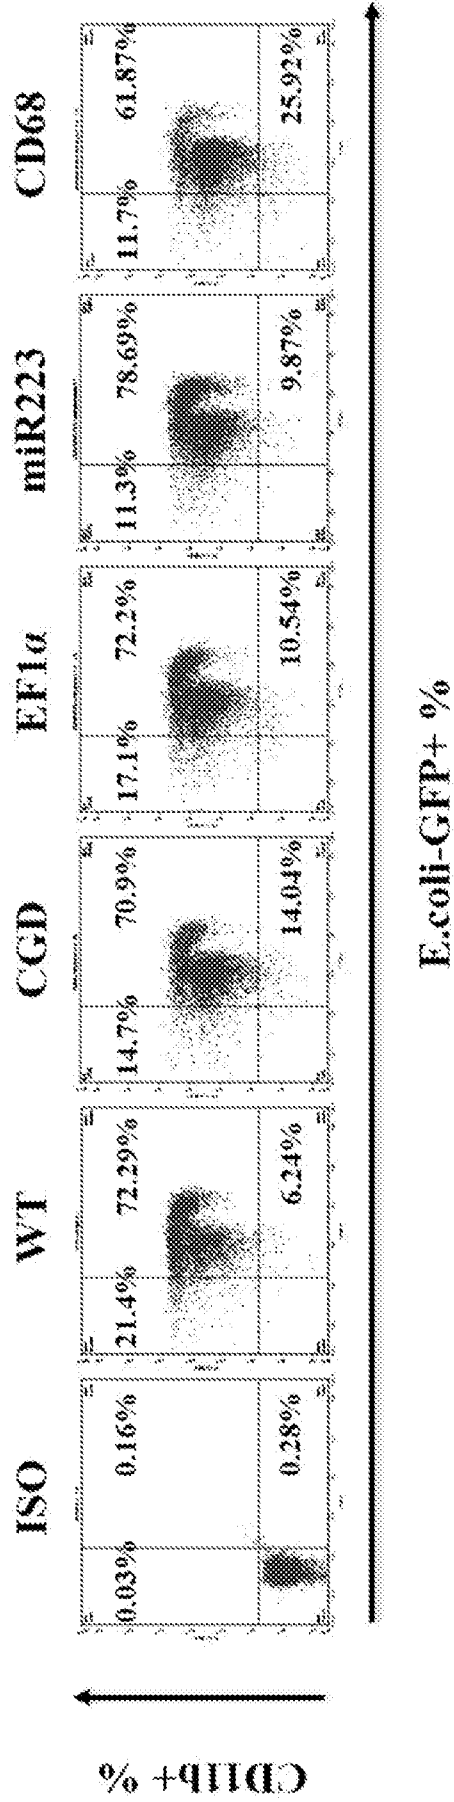 ISO WT CGD EF1α miR223 CD68
0.03% 0.16% 21.4% 72.29% 14.7% 70.9% 17.1% 72.2% 11.3% 78.69% 11.7% 61.87%
0.28% 6.24% 14.04% 10.54% 9.87% 25.92%
CD11b+ %
E.coli-GFP+ %